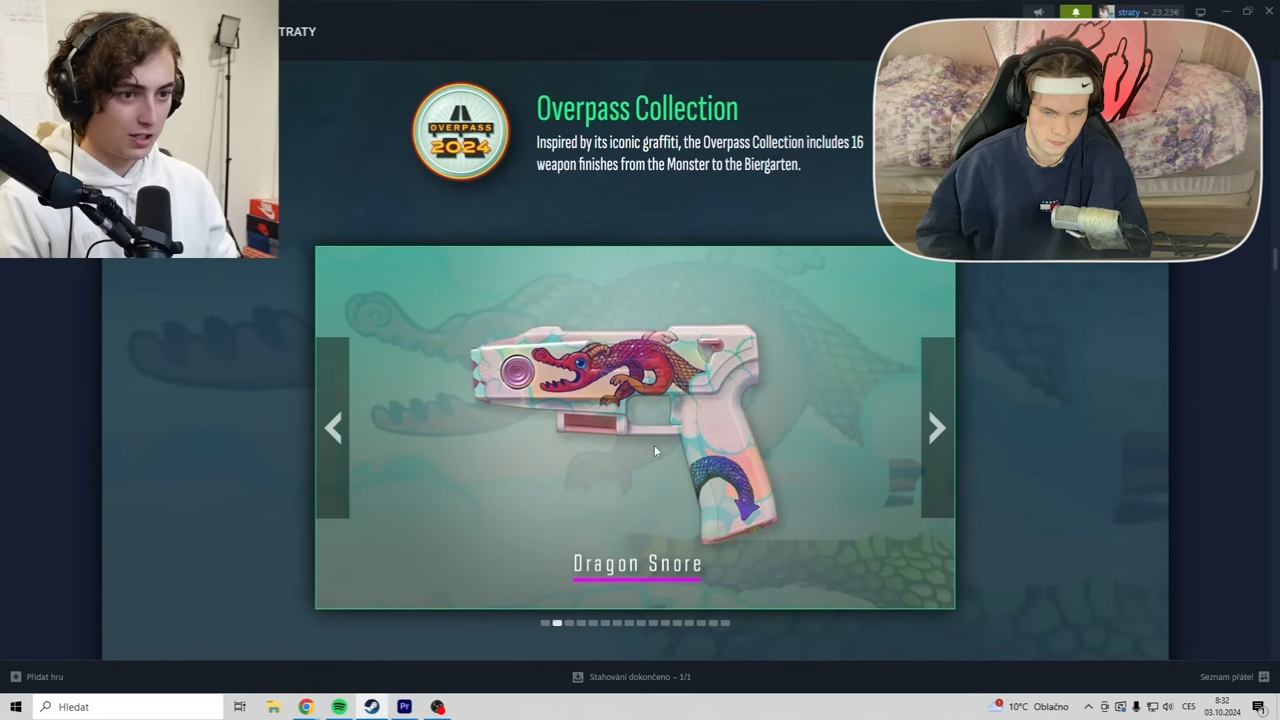 TRATY
straty
23,23€
OVERPASS
2024
Overpass Collection
Inspired by its iconic graffiti, the Overpass Collection includes 16
weapon finishes from the Monster to the Biergarten.
Dragon Snore
Přidat hru
Stahování dokončeno – 1/1
Seznam přátel
Hledat
Pr
10°C Oblačno
CES
8:32
03.10.2024